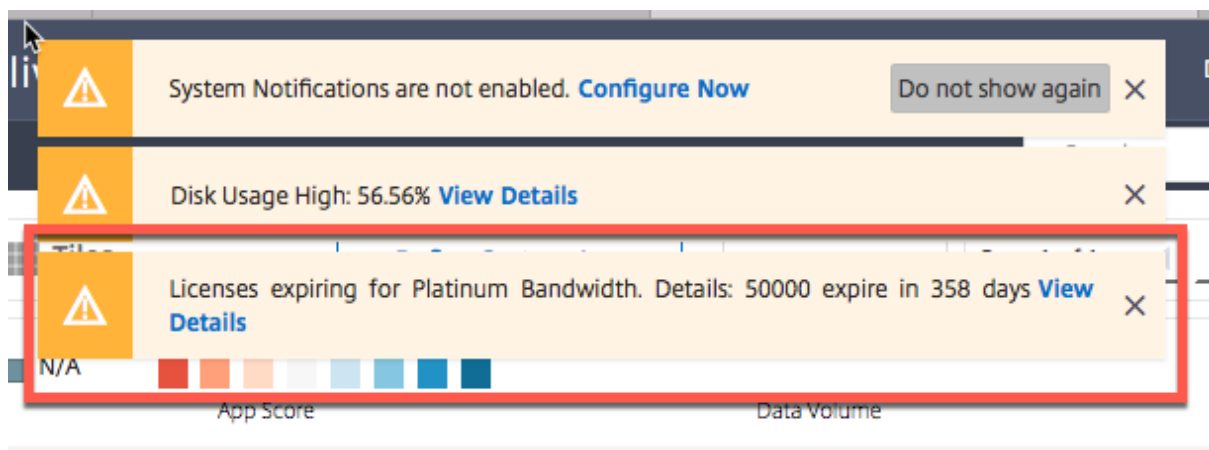 System Notifications are not enabled. Configure Now
Do not show again
Disk Usage High: 56.56% View Details
Licenses expiring for Platinum Bandwidth. Details: 50000 expire in 358 days View
Details
N/A
App Score
Data Volume